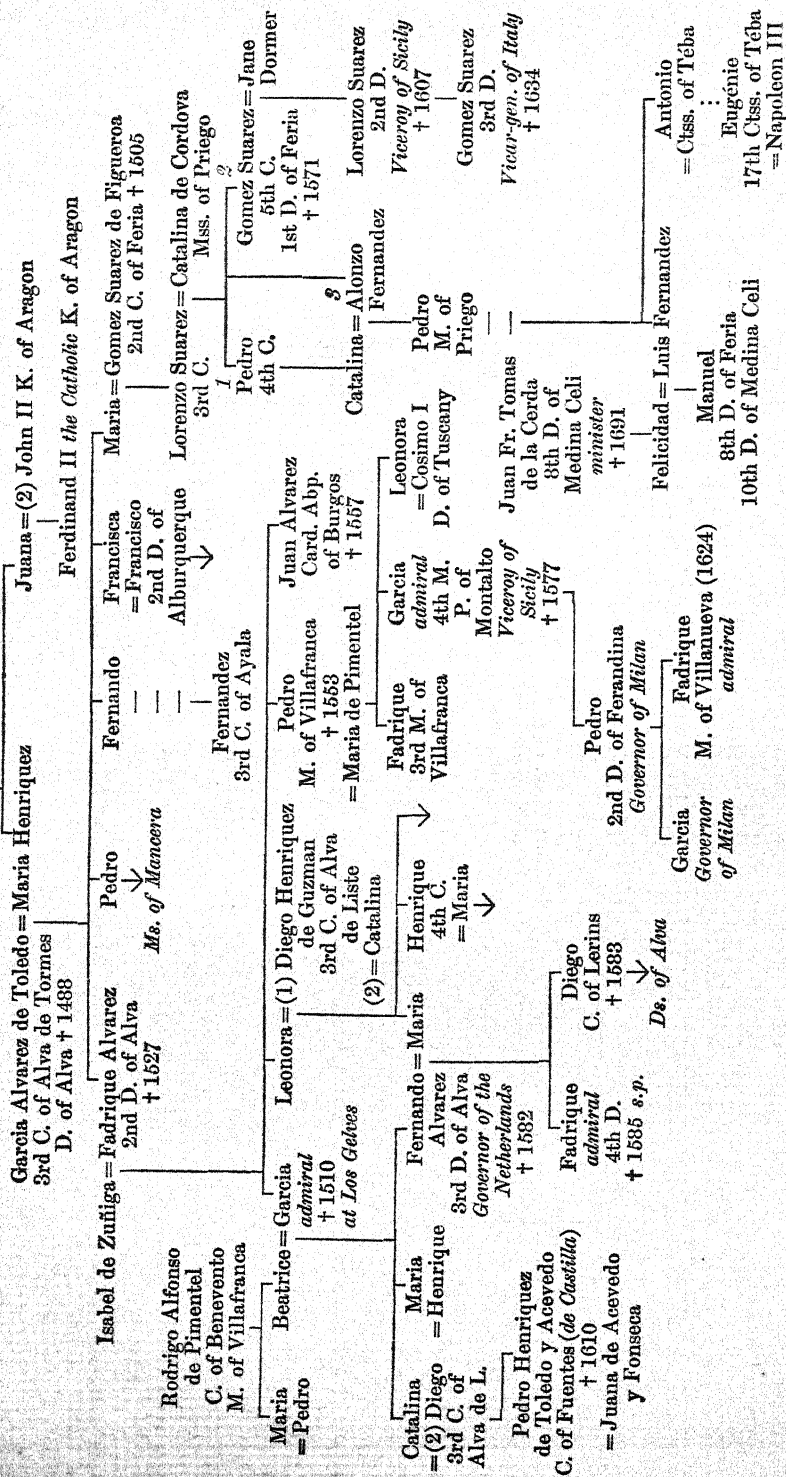 Garcia Alvarez de Toledo = Maria Henriquez
3rd C. of Alva de Tormes
D. of Alva † 1488
Juana = (2) John II K. of Aragon
Ferdinand II the Catholic K. of Aragon
Isabel de Zuñiga = Fadrique Alvarez
2nd D. of Alva
† 1527
Pedro
Ms. of Mancera
Fernando
—
—
—
Fernandez
3rd C. of Ayala
Francisca
= Francisco
2nd D. of
Alburquerque
Maria = Gomez Suarez de Figueroa
2nd C. of Feria † 1505
Lorenzo Suarez = Catalina de Cordova
3rd C.
Mss. of Priego
1
Pedro
4th C.
2
Gomez Suarez = Jane
Dormer
5th C.
1st D. of Feria
† 1571
3
Catalina = Alonzo
Fernandez
Lorenzo Suarez
2nd D.
Viceroy of Sicily
† 1607
Gomez Suarez
3rd D.
Vicar-gen. of Italy
† 1634
Pedro
M. of
Priego
—
—
Rodrigo Alfonso
de Pimentel
C. of Benevento
M. of Villafranca
Maria
= Pedro
Beatrice = Garcia
admiral
† 1510
at Los Gelves
Leonora = (1) Diego Henriquez
de Guzman
3rd C. of Alva
de Liste
(2) = Catalina
Pedro
M. of Villafranca
† 1553
= Maria de Pimentel
Juan Alvarez
Card. Abp.
of Burgos
† 1557
Catalina
= (2) Diego
3rd C. of
Alva de L.
Maria
= Henrique
Fernando = Maria
Alvarez
3rd D. of Alva
Governor of the
Netherlands
† 1582
Henrique
4th C.
= Maria
Fadrique
3rd M. of
Villafranca
Garcia
admiral
4th M.
P. of
Montalto
Viceroy of
Sicily
† 1577
Leonora
= Cosimo I
D. of Tuscany
Juan Fr. Tomas
de la Cerda
8th D. of
Medina Celi
minister
† 1691
Pedro Henriquez
de Toledo y Acevedo
C. of Fuentes (de Castilla)
† 1610
= Juana de Acevedo
y Fonseca
Fadrique
admiral
4th D.
† 1585 s.p.
Diego
C. of Lerins
† 1583
Ds. of Alva
Pedro
2nd D. of Ferandina
Governor of Milan
Garcia
Governor
of Milan
Fadrique
M. of Villanueva (1624)
admiral
Felicidad = Luis Fernandez
Manuel
8th D. of Feria
10th D. of Medina Celi
Antonio
= Ctss. of Téba
Eugénie
17th Ctss. of Téba
= Napoleon III